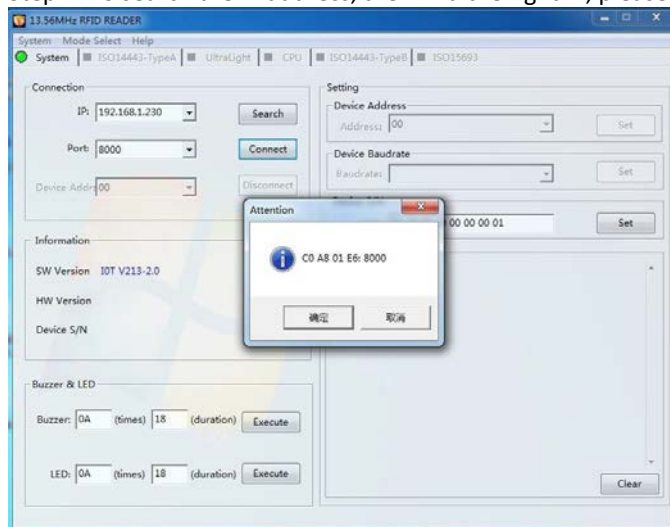 13.56MHz RFID READER
System Mode Select Help
System ISO14443-TypeA UltraLight CPU ISO14443-TypeB ISO15693
Connection
IP: 192.168.1.230 Search
Port: 8000 Connect
Device Addr: 00 Disconnect
Setting
Device Address
Address: 00 Set
Device Baudrate
Baudrate: Set
00 00 00 01 Set
Attention
C0 A8 01 E6: 8000
确定 取消
Information
SW Version IOT V213-2.0
HW Version
Device S/N
Buzzer & LED
Buzzer: 0A (times) 18 (duration) Execute
LED: 0A (times) 18 (duration) Execute
Clear